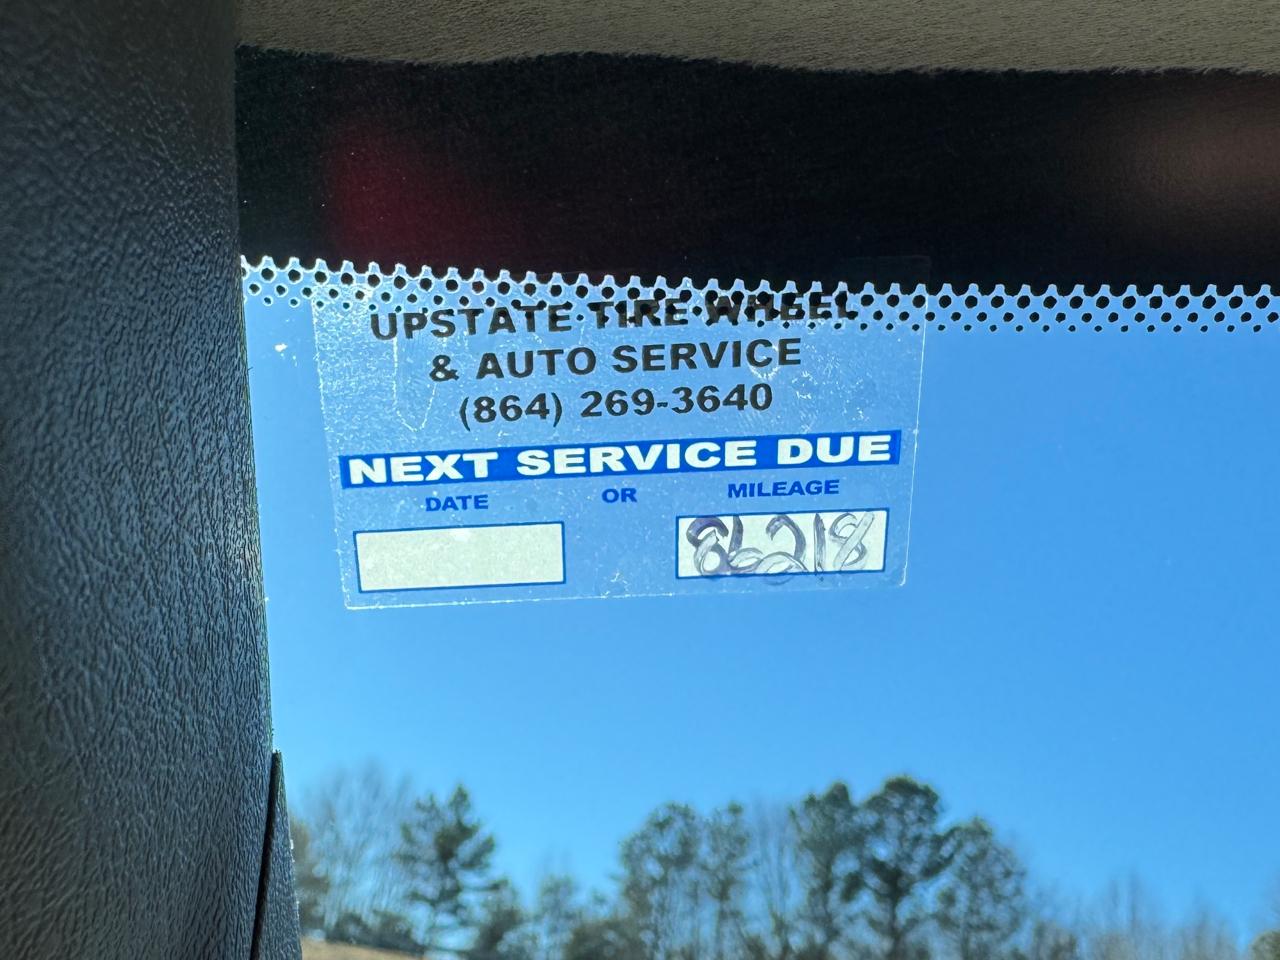 UPSTATE TIRE WHEEL
& AUTO SERVICE
(864) 269-3640
NEXT SERVICE DUE
DATE OR MILEAGE
86218